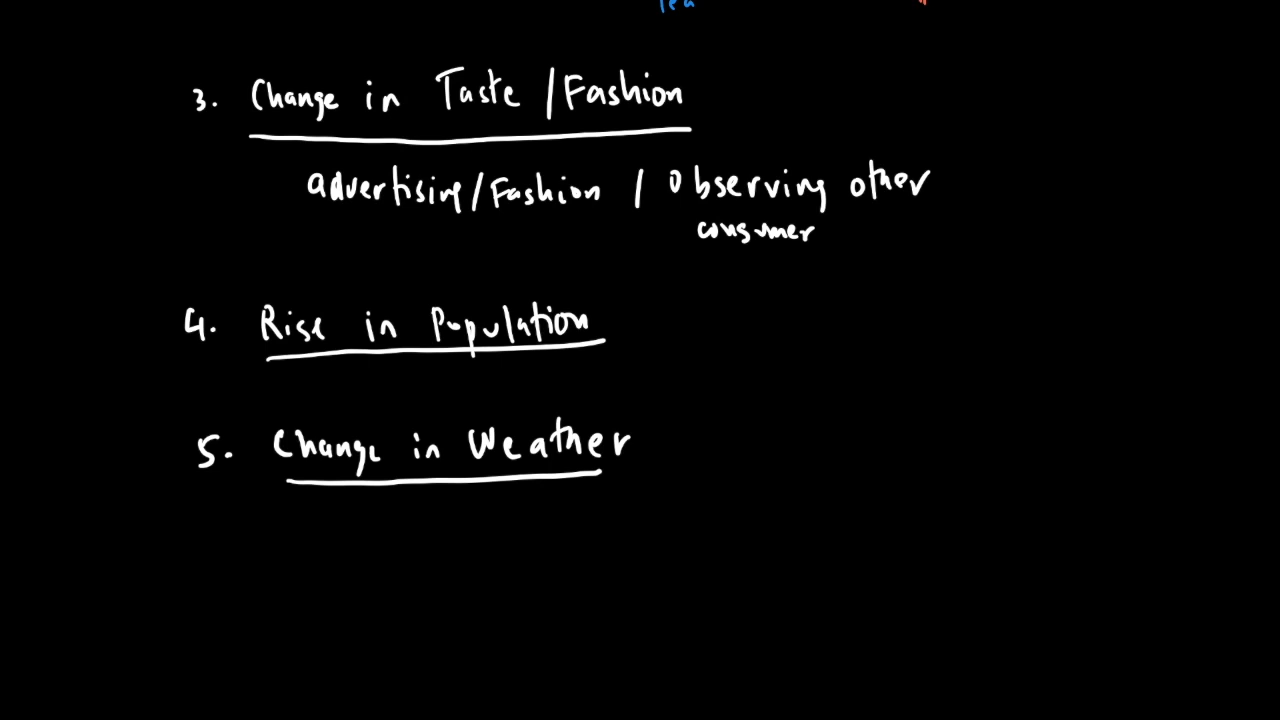 3. Change in Taste / Fashion
advertising / Fashion / Observing other
consumer
4. Rise in Population
5. Change in Weather